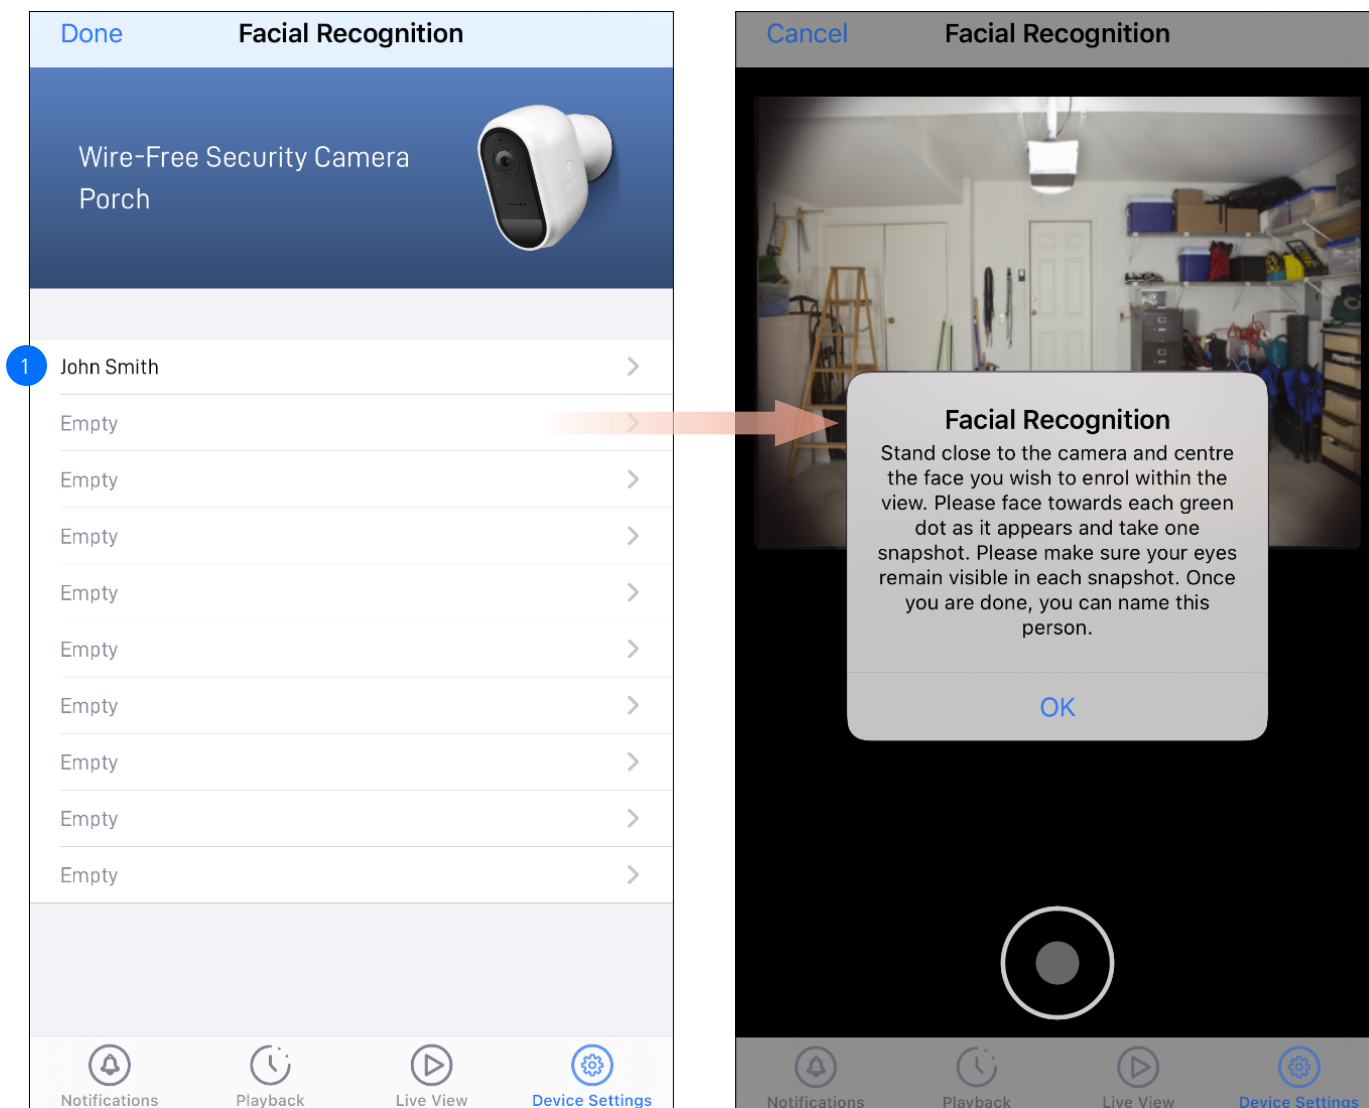 Done
Facial Recognition
Wire-Free Security Camera
Porch
1
John Smith
Empty
Empty
Empty
Empty
Empty
Empty
Empty
Empty
Empty
Notifications
Playback
Live View
Device Settings
Cancel
Facial Recognition
Facial Recognition
Stand close to the camera and centre
the face you wish to enrol within the
view. Please face towards each green
dot as it appears and take one
snapshot. Please make sure your eyes
remain visible in each snapshot. Once
you are done, you can name this
person.
OK
Notifications
Playback
Live View
Device Settings